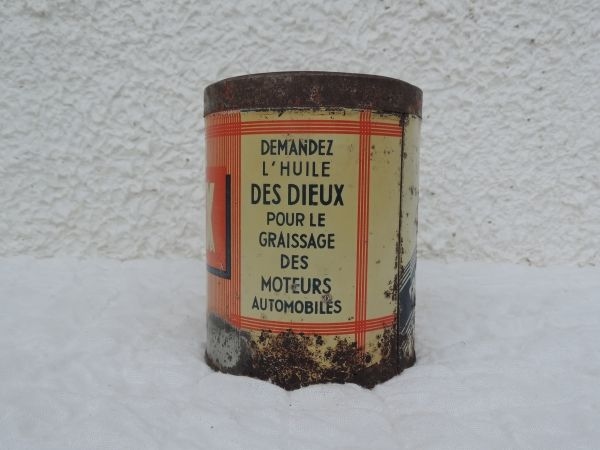 DEMANDEZ
L'HUILE
DES DIEUX
POUR LE
GRAISSAGE
DES
MOTEURS
AUTOMOBILES
X